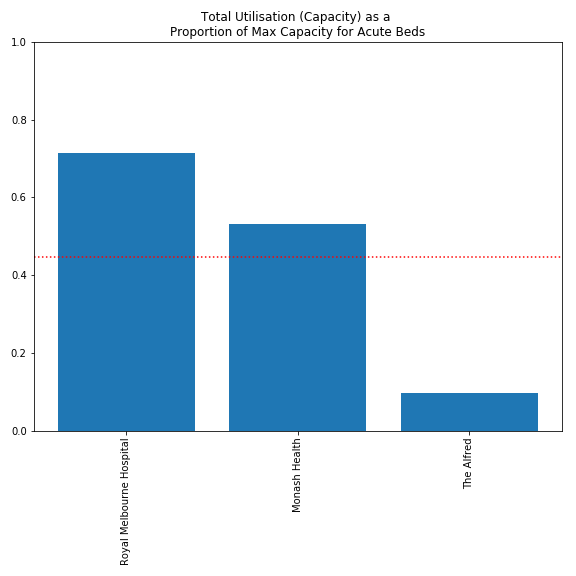 Total Utilisation (Capacity) as a
Proportion of Max Capacity for Acute Beds
1.0
0.8
0.6
0.4
0.2
0.0
Royal Melbourne Hospital
Monash Health
The Alfred